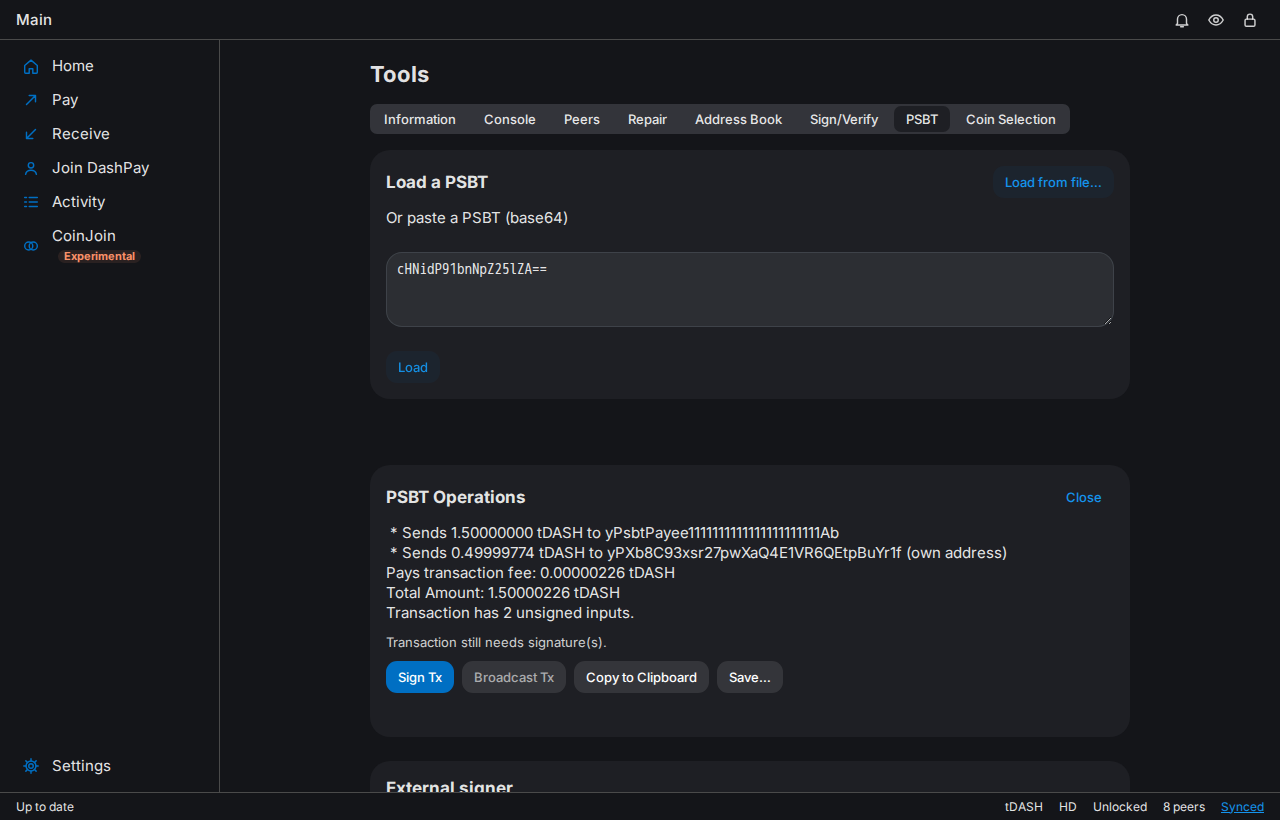 Main
Home
Pay
Receive
Join DashPay
Activity
CoinJoin
Experimental
Settings
Tools
Information Console Peers Repair Address Book Sign/Verify PSBT Coin Selection
Load a PSBT
Load from file...
Or paste a PSBT (base64)
cHNidP91bnNpZ25lZA==
Load
PSBT Operations
Close
* Sends 1.50000000 tDASH to yPsbtPayee1111111111111111111111Ab
* Sends 0.49999774 tDASH to yPXb8C93xsr27pwXaQ4E1VR6QEtpBuYr1f (own address)
Pays transaction fee: 0.00000226 tDASH
Total Amount: 1.50000226 tDASH
Transaction has 2 unsigned inputs.
Transaction still needs signature(s).
Sign Tx Broadcast Tx Copy to Clipboard Save...
External signer
Up to date
tDASH HD Unlocked 8 peers Synced